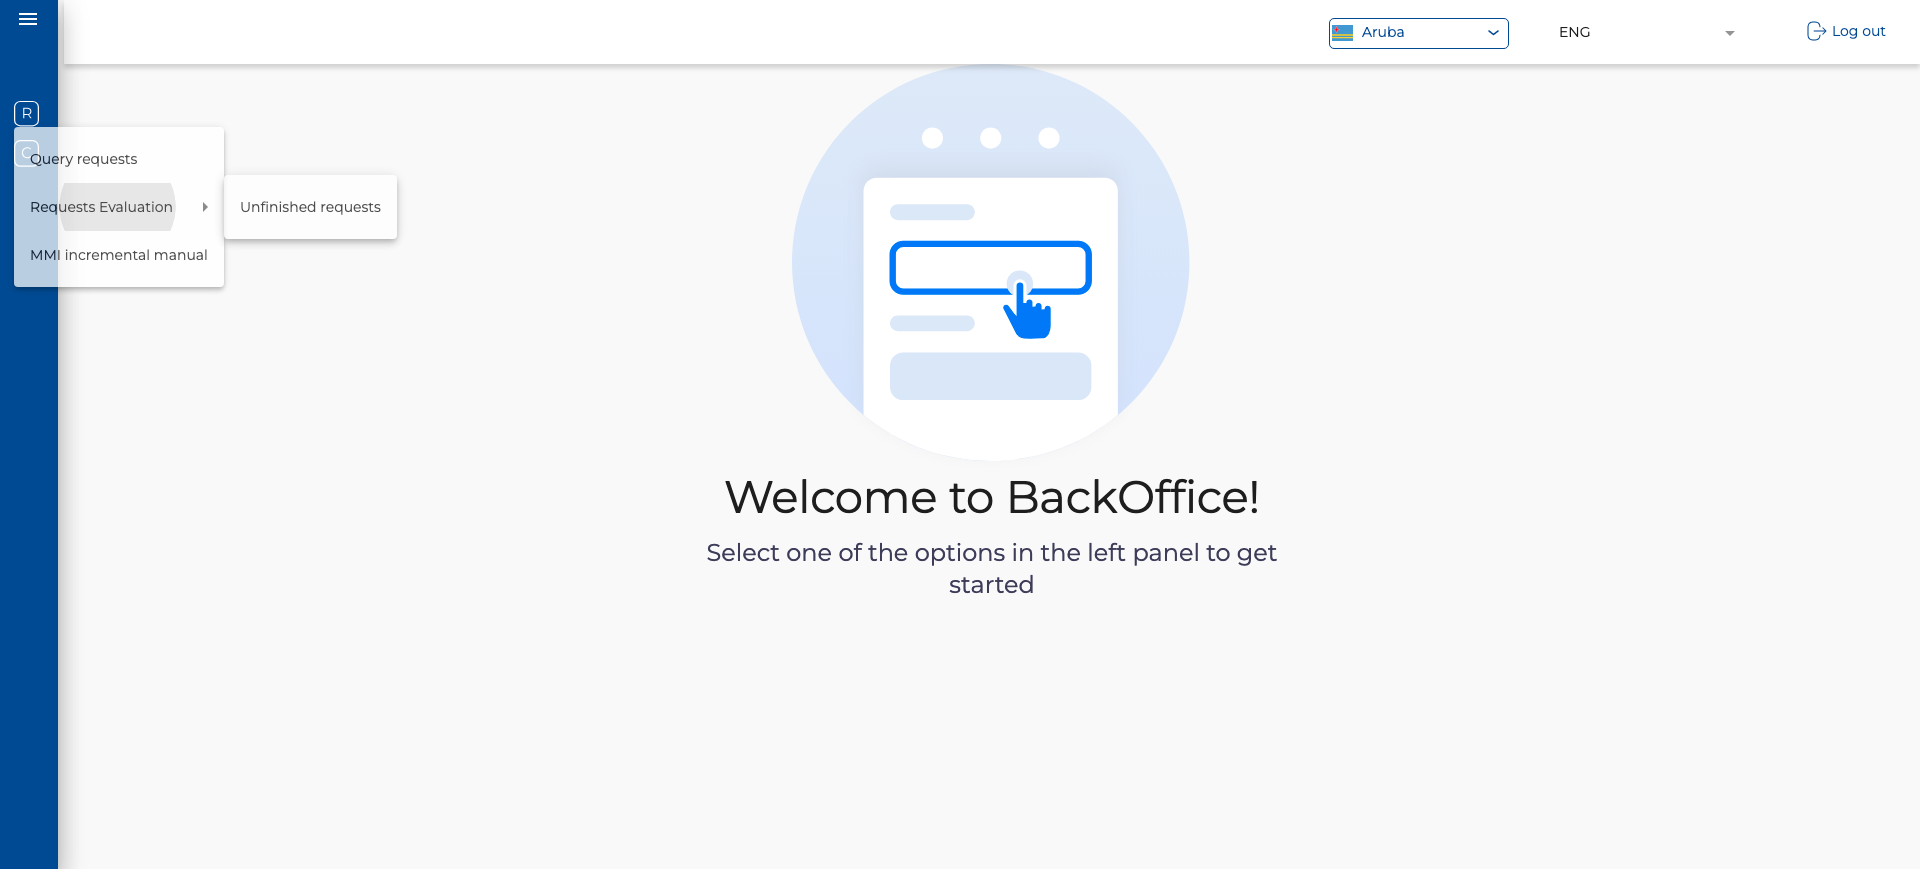 Aruba
ENG
Log out
R
C
Query requests
Requests Evaluation
Unfinished requests
MMI incremental manual
Welcome to BackOffice!
Select one of the options in the left panel to get
started